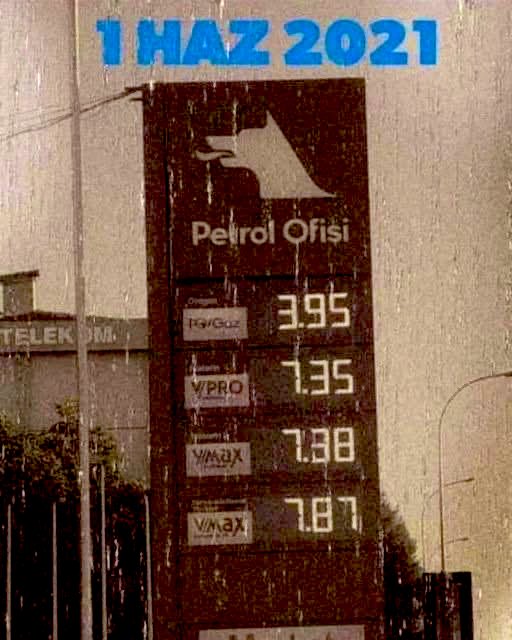 1 HAZ 2021
Petrol Ofisi
TELEKOM
PO/Gaz
3.95
V/PRO
7.35
V/Max
7.38
V/Max
7.87